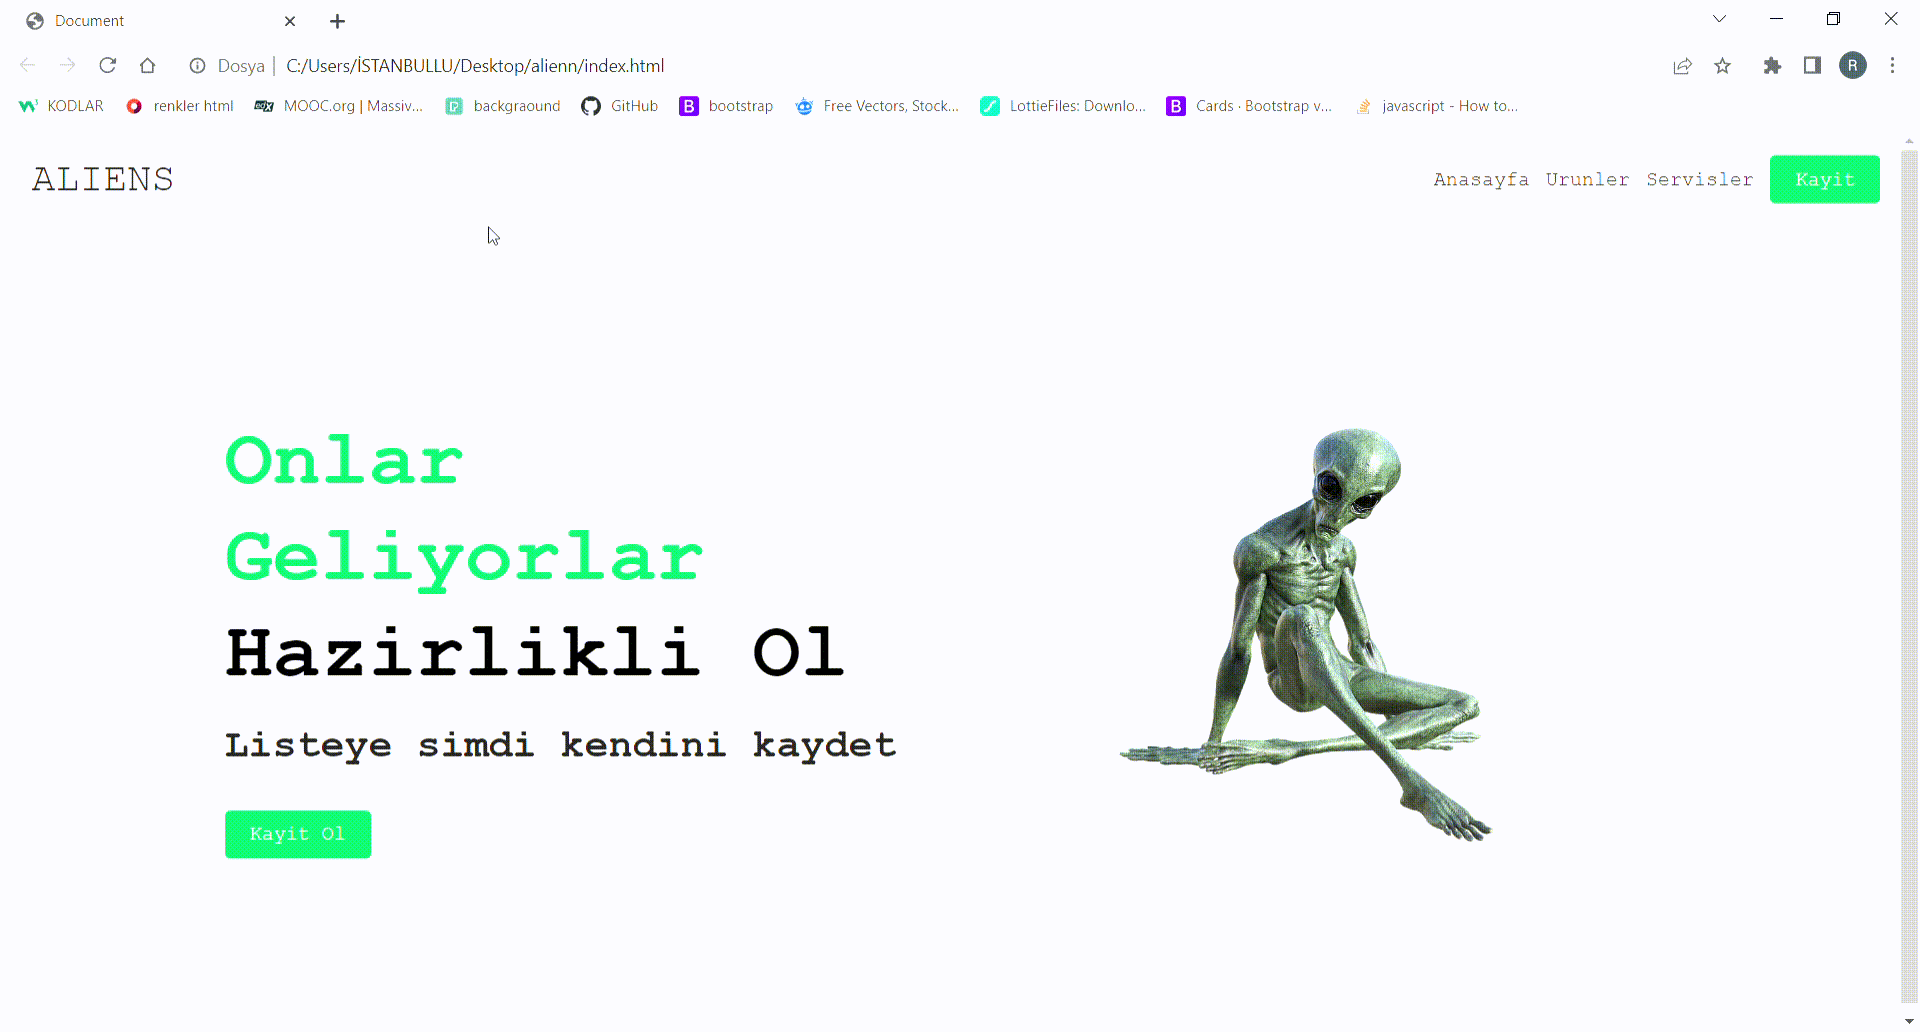 Document
Dosya | C:/Users/İSTANBULLU/Desktop/alienn/index.html
R
KODLAR renkler html MOOC.org | Massiv... backgraound GitHub bootstrap Free Vectors, Stock... LottieFiles: Downlo... Cards · Bootstrap v... javascript - How to...
ALIENS
Anasayfa Urunler Servisler Kayit
Onlar
Geliyorlar
Hazirlikli Ol
Listeye simdi kendini kaydet
Kayit Ol